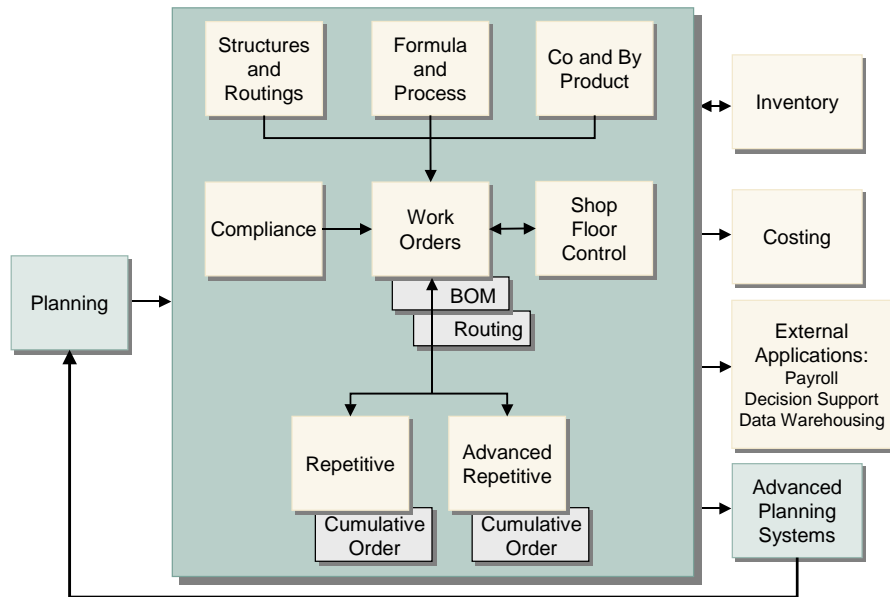 Structures
and
Routings
Formula
and
Process
Co and By
Product
Inventory
Compliance
Work
Orders
Shop
Floor
Control
Costing
Planning
BOM
Routing
External
Applications:
Payroll
Decision Support
Data Warehousing
Repetitive
Advanced
Repetitive
Cumulative
Order
Cumulative
Order
Advanced
Planning
Systems